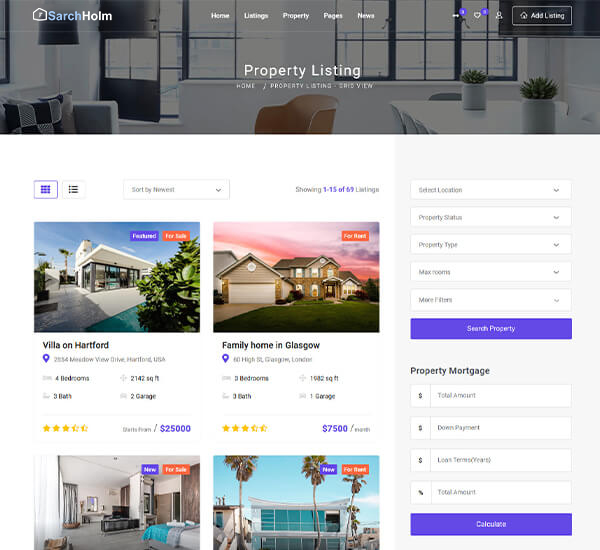 SarchHolm
Home Listings Property Pages News
0 0 Add Listing
Property Listing
HOME / PROPERTY LISTING - GRID VIEW
Sort by Newest
Showing 1-15 of 69 Listings
Featured For Sale
For Rent
Villa on Hartford
2854 Meadow View Drive, Hartford, USA
4 Bedrooms 2142 sq ft
3 Bath 2 Garage
Starts From / $25000
Family home in Glasgow
60 High St, Glasgow, London
3 Bedrooms 1982 sq ft
3 Bath 1 Garage
$7500 / month
New For Sale
New For Rent
Select Location
Property Status
Property Type
Max rooms
More Filters
Search Property
Property Mortgage
$ Total Amount
$ Down Payment
$ Loan Terms(Years)
% Total Amount
Calculate